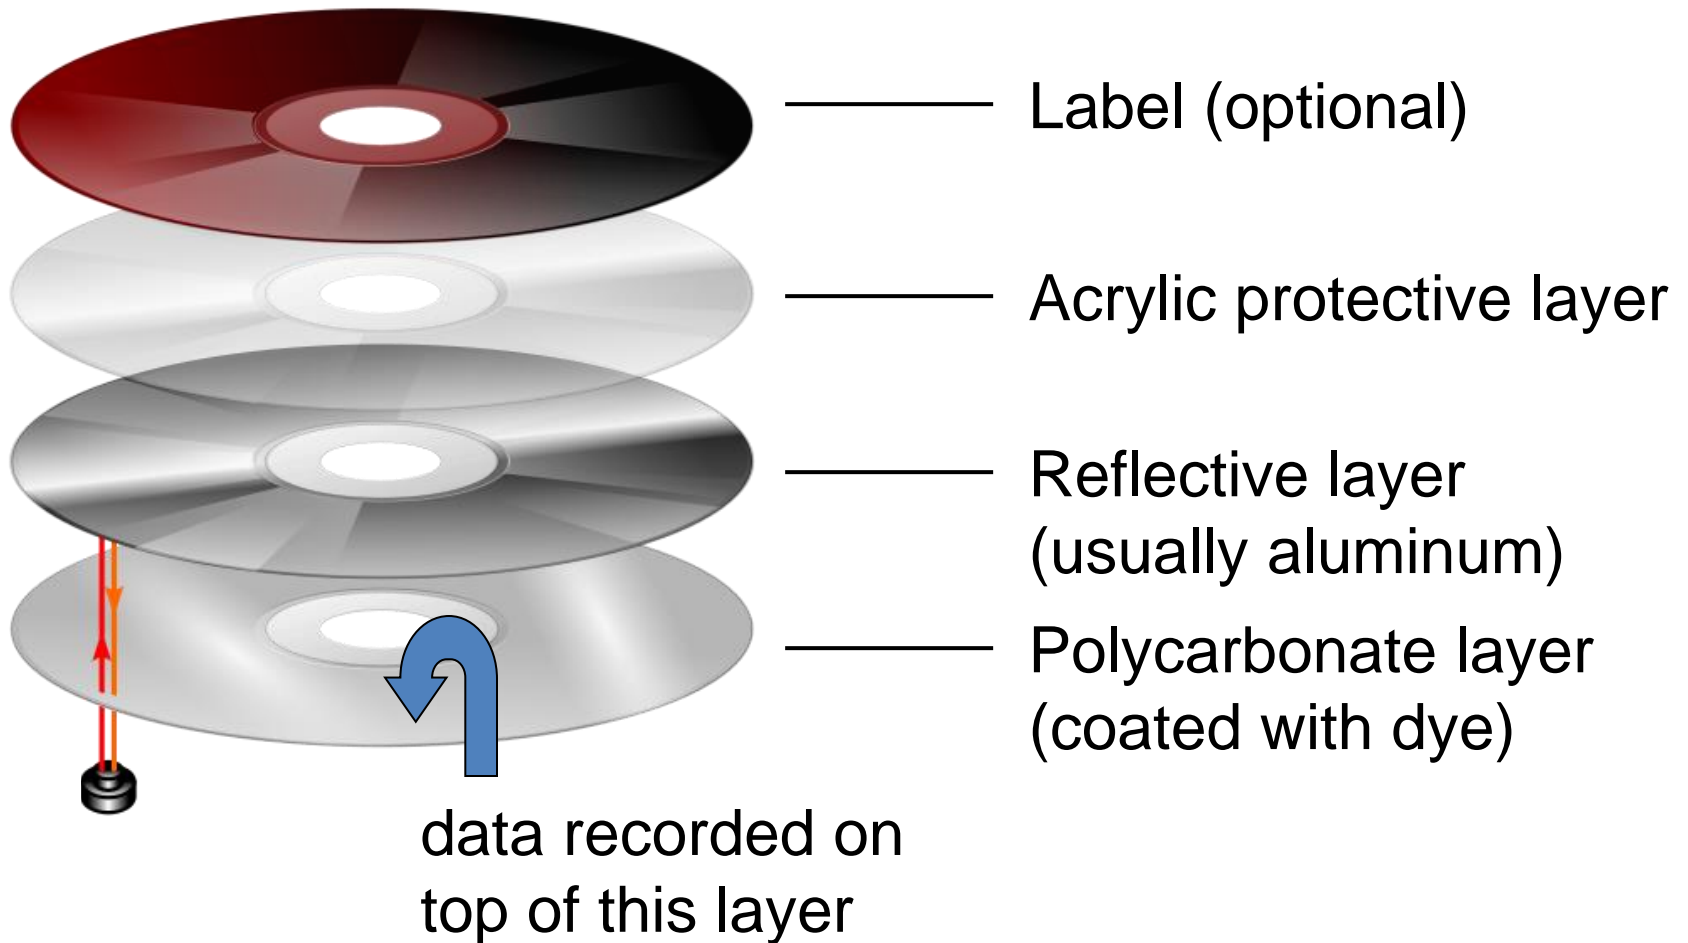 Label (optional)
Acrylic protective layer
Reflective layer
(usually aluminum)
Polycarbonate layer
(coated with dye)
data recorded on
top of this layer